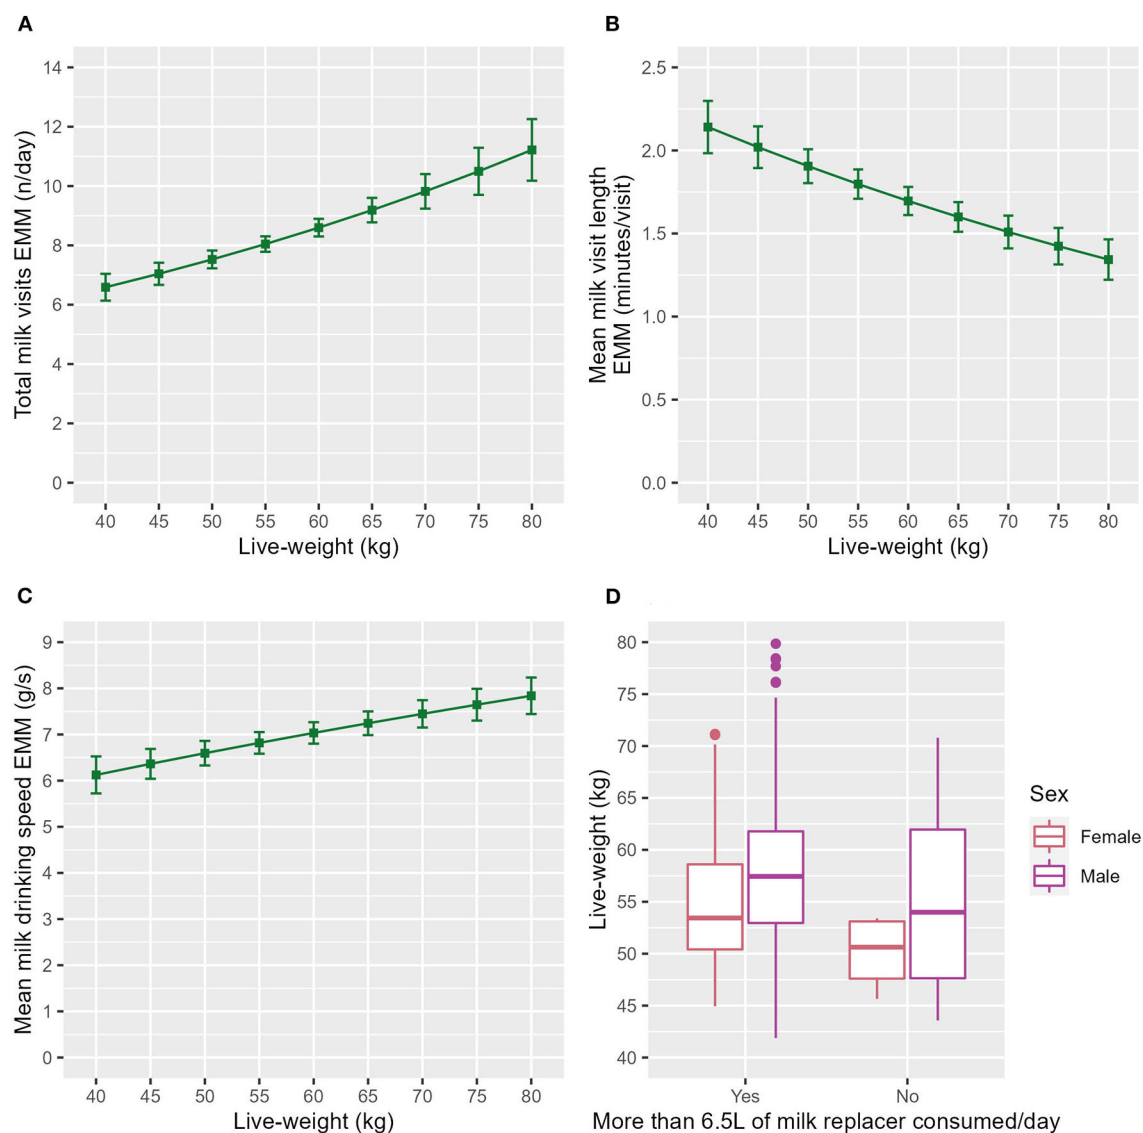 A
Total milk visits EMM (n/day)
14
12
10
8
6
4
2
0
40 45 50 55 60 65 70 75 80
Live-weight (kg)
B
Mean milk visit length
EMM (minutes/visit)
2.5
2.0
1.5
1.0
0.5
0.0
40 45 50 55 60 65 70 75 80
Live-weight (kg)
C
Mean milk drinking speed EMM (g/s)
9
8
7
6
5
4
3
2
1
0
40 45 50 55 60 65 70 75 80
Live-weight (kg)
D
Live-weight (kg)
80
75
70
65
60
55
50
45
40
Yes No
More than 6.5L of milk replacer consumed/day
Sex
Female
Male